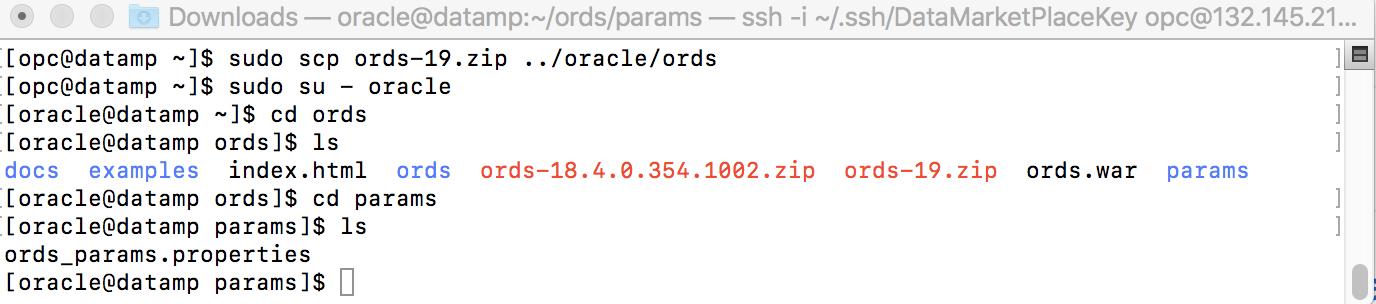 Downloads — oracle@datamp:~/ords/params — ssh -i ~/.ssh/DataMarketPlaceKey opc@132.145.21...
[[opc@datamp ~]$ sudo scp ords-19.zip ../oracle/ords ]
[[opc@datamp ~]$ sudo su - oracle ]
[[oracle@datamp ~]$ cd ords ]
[[oracle@datamp ords]$ ls ]
docs examples index.html ords ords-18.4.0.354.1002.zip ords-19.zip ords.war params
[[oracle@datamp ords]$ cd params ]
[[oracle@datamp params]$ ls ]
ords_params.properties
[oracle@datamp params]$